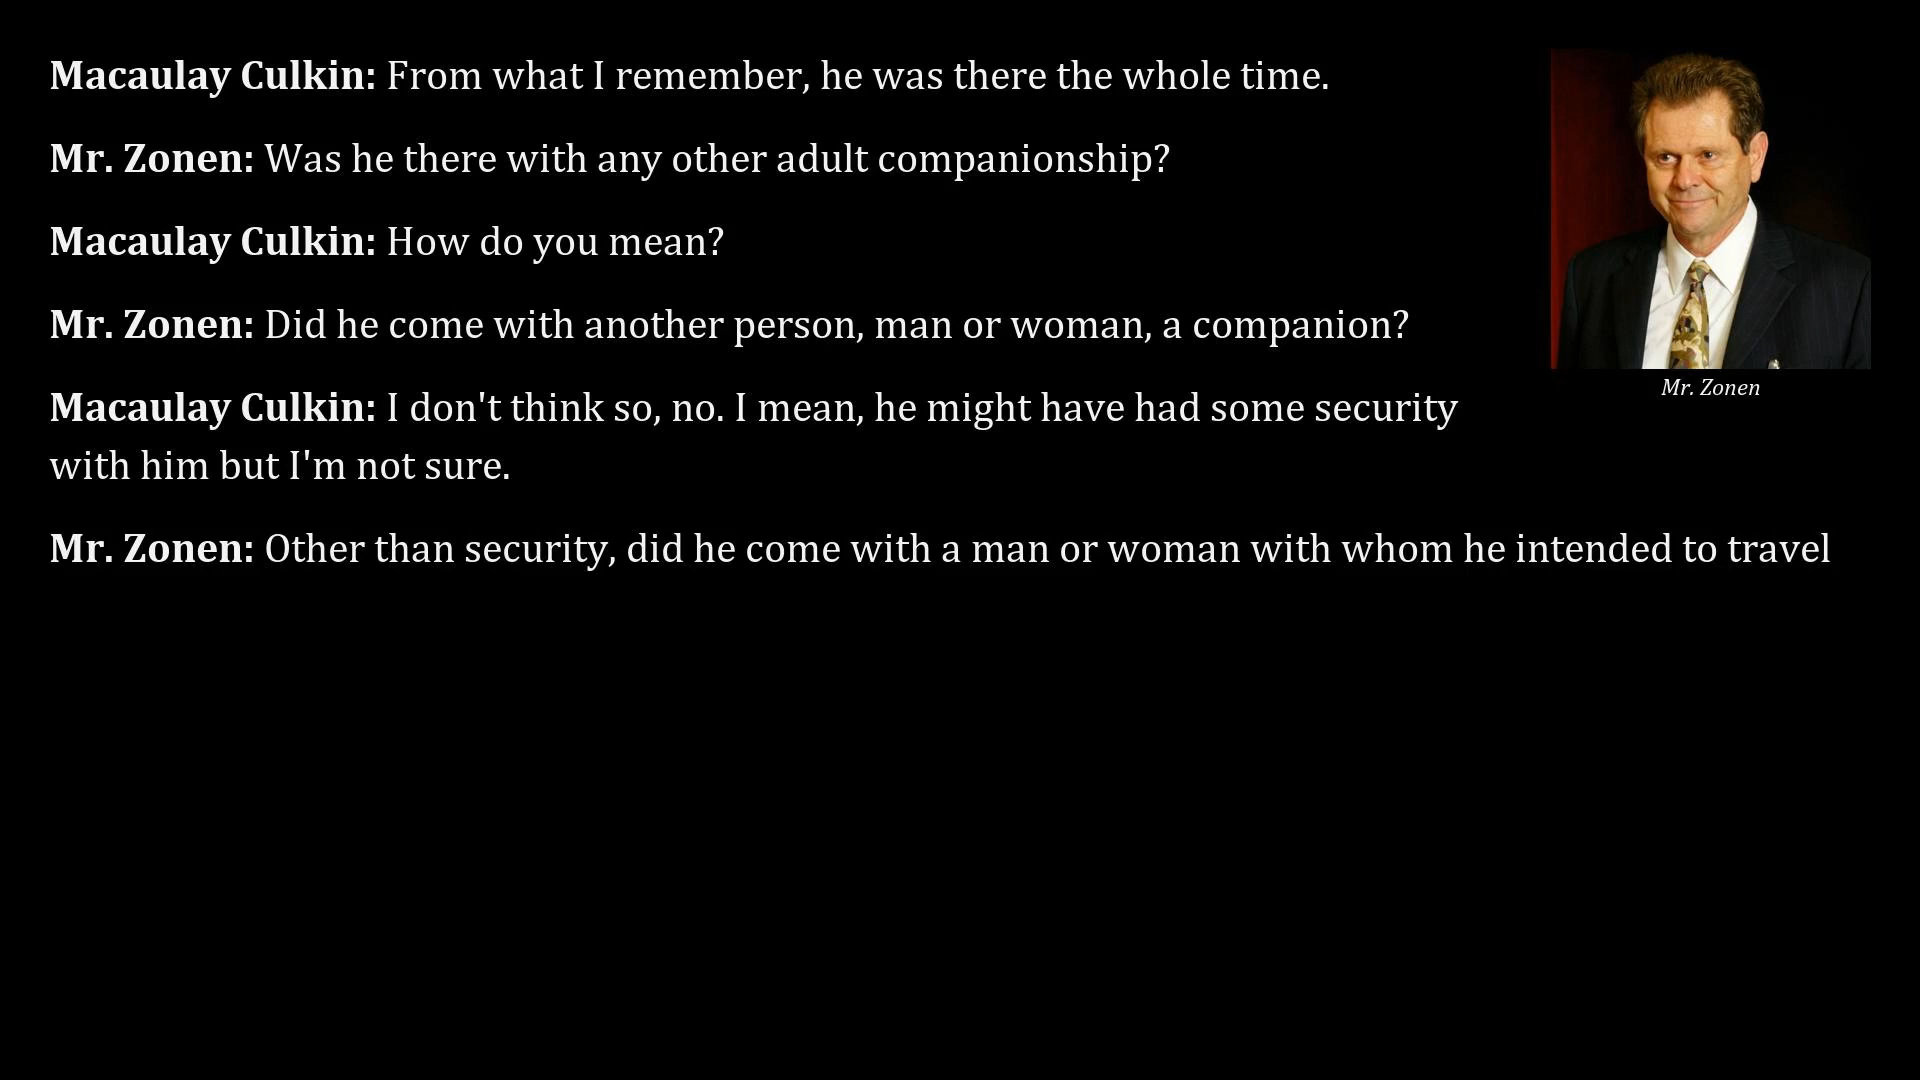 Macaulay Culkin: From what I remember, he was there the whole time.
Mr. Zonen: Was he there with any other adult companionship?
Macaulay Culkin: How do you mean?
Mr. Zonen: Did he come with another person, man or woman, a companion?
Macaulay Culkin: I don't think so, no. I mean, he might have had some security
with him but I'm not sure.
Mr. Zonen: Other than security, did he come with a man or woman with whom he intended to travel
Mr. Zonen